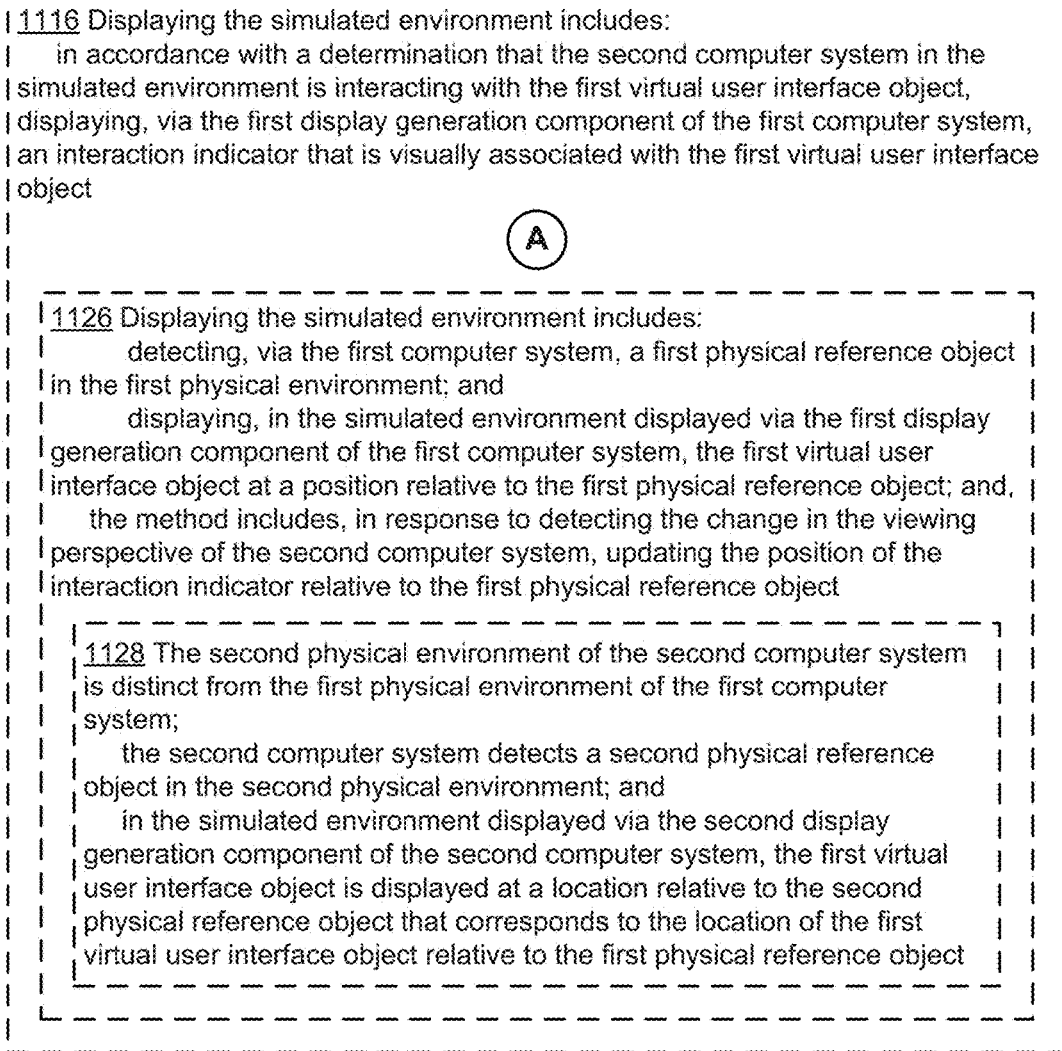 1116 Displaying the simulated environment includes:
in accordance with a determination that the second computer system in the
simulated environment is interacting with the first virtual user interface object,
displaying, via the first display generation component of the first computer system,
an interaction indicator that is visually associated with the first virtual user interface
object
A
1126 Displaying the simulated environment includes:
detecting, via the first computer system, a first physical reference object
in the first physical environment; and
displaying, in the simulated environment displayed via the first display
generation component of the first computer system, the first virtual user
interface object at a position relative to the first physical reference object; and,
the method includes, in response to detecting the change in the viewing
perspective of the second computer system, updating the position of the
interaction indicator relative to the first physical reference object
1128 The second physical environment of the second computer system
is distinct from the first physical environment of the first computer
system;
the second computer system detects a second physical reference
object in the second physical environment; and
in the simulated environment displayed via the second display
generation component of the second computer system, the first virtual
user interface object is displayed at a location relative to the second
physical reference object that corresponds to the location of the first
virtual user interface object relative to the first physical reference object